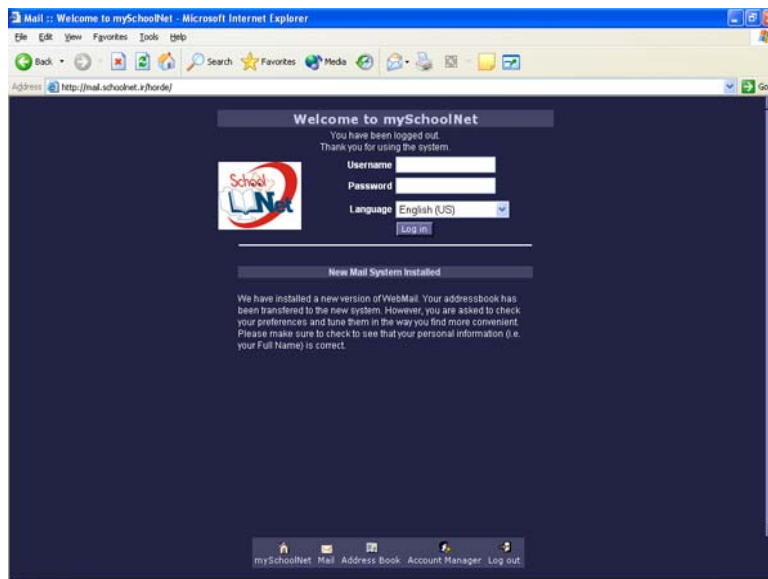 Mail :: Welcome to mySchoolNet - Microsoft Internet Explorer
File Edit View Favorites Tools Help
Back Search Favorites Media
Address http://mail.schoolnet.ir/horde/ Go
Welcome to mySchoolNet
You have been logged out.
Thank you for using the system.
Username
School
Net
Password
Language English (US)
Log in
New Mail System Installed
We have installed a new version of WebMail. Your addressbook has
been transfered to the new system. However, you are asked to check
your preferences and tune them in the way you find more convenient.
Please make sure to check to see that your personal information (i.e.
your Full Name) is correct.
mySchoolNet Mail Address Book Account Manager Log out